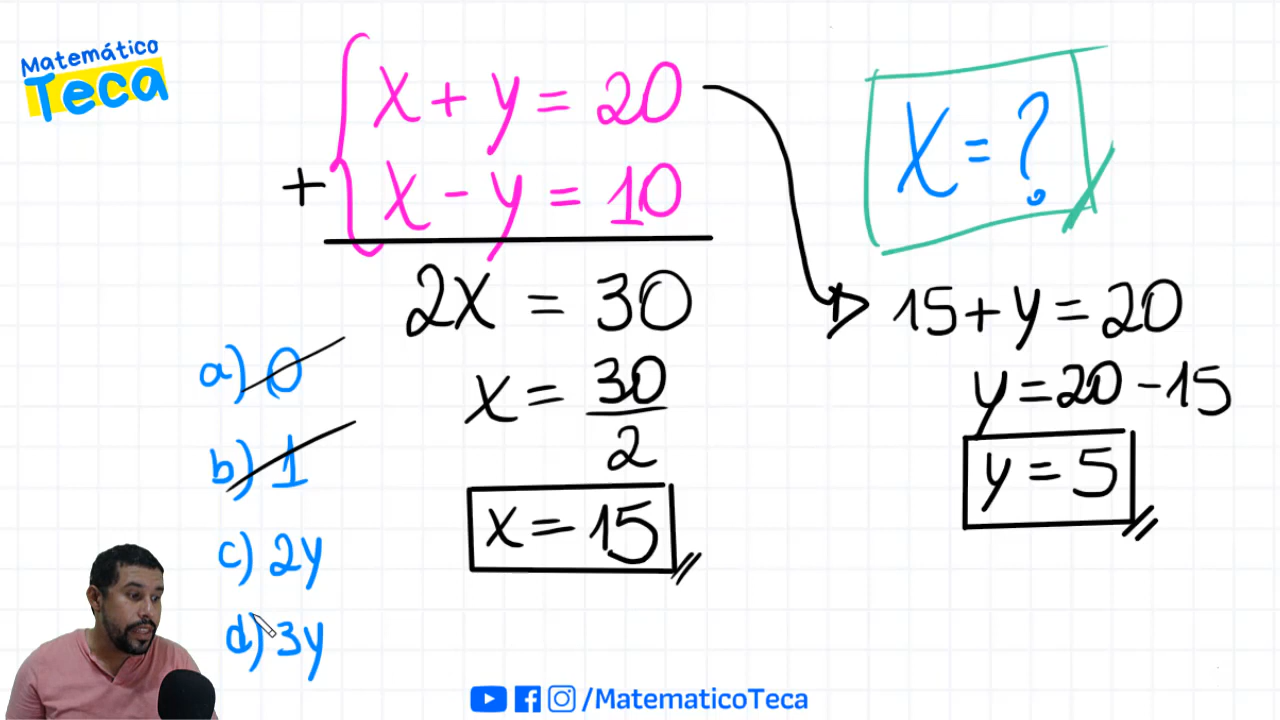 Matemático
Teca
x + y = 20
+
x - y = 10
2x = 30
x = 30/2
x = 15
x = ?
15 + y = 20
y = 20 - 15
y = 5
a) 0
b) 1
c) 2y
d) 3y
/MatematicoTeca